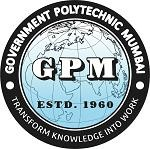 GOVERNMENT POLYTECHNIC MUMBAI
GPM
ESTD. 1960
TRANSFORM KNOWLEDGE INTO WORK